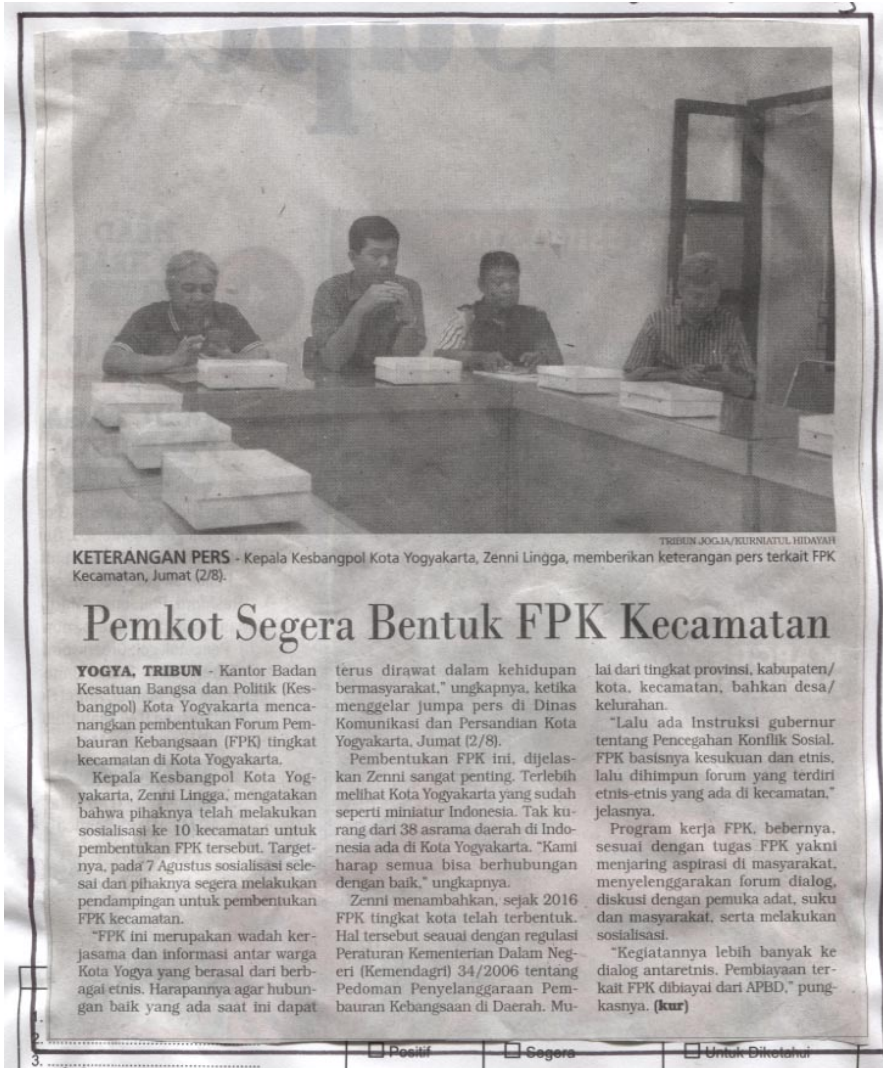 TRIBUN JOGJA/KURNIATUL HIDAYAH
KETERANGAN PERS - Kepala Kesbangpol Kota Yogyakarta, Zenni Lingga, memberikan keterangan pers terkait FPK
Kecamatan, Jumat (2/8).
Pemkot Segera Bentuk FPK Kecamatan
YOGYA, TRIBUN - Kantor Badan
Kesatuan Bangsa dan Politik (Kes-
bangpol) Kota Yogyakarta menca-
nangkan pembentukan Forum Pem-
bauran Kebangsaan (FPK) tingkat
kecamatan di Kota Yogyakarta.
Kepala Kesbangpol Kota Yog-
yakarta, Zenni Lingga, mengatakan
bahwa pihaknya telah melakukan
sosialisasi ke 10 kecamatan untuk
pembentukan FPK tersebut. Target-
nya, pada 7 Agustus sosialisasi sele-
sai dan pihaknya segera melakukan
pendampingan untuk pembentukan
FPK kecamatan.
"FPK ini merupakan wadah ker-
jasama dan informasi antar warga
Kota Yogya yang berasal dari berb-
agai etnis. Harapannya agar hubun-
gan baik yang ada saat ini dapat
terus dirawat dalam kehidupan
bermasyarakat," ungkapnya, ketika
menggelar jumpa pers di Dinas
Komunikasi dan Persandian Kota
Yogyakarta, Jumat (2/8).
Pembentukan FPK ini, dijelas-
kan Zenni sangat penting. Terlebih
melihat Kota Yogyakarta yang sudah
seperti miniatur Indonesia. Tak ku-
rang dari 38 asrama daerah di Indo-
nesia ada di Kota Yogyakarta. "Kami
harap semua bisa berhubungan
dengan baik," ungkapnya.
Zenni menambahkan, sejak 2016
FPK tingkat kota telah terbentuk.
Hal tersebut seauai dengan regulasi
Peraturan Kementerian Dalam Neg-
eri (Kemendagri) 34/2006 tentang
Pedoman Penyelanggaraan Pem-
bauran Kebangsaan di Daerah. Mu-
lai dari tingkat provinsi, kabupaten/
kota, kecamatan, bahkan desa/
kelurahan.
"Lalu ada Instruksi gubernur
tentang Pencegahan Konflik Sosial.
FPK basisnya kesukuan dan etnis,
lalu dihimpun forum yang terdiri
etnis-etnis yang ada di kecamatan,"
jelasnya.
Program kerja FPK, bebernya,
sesuai dengan tugas FPK yakni
menjaring aspirasi di masyarakat,
menyelenggarakan forum dialog,
diskusi dengan pemuka adat, suku
dan masyarakat, serta melakukan
sosialisasi.
"Kegiatannya lebih banyak ke
dialog antaretnis. Pembiayaan ter-
kait FPK dibiayai dari APBD," pung-
kasnya. (kur)
1.
2.
3.
Positif
Segera
Untuk Diketahui